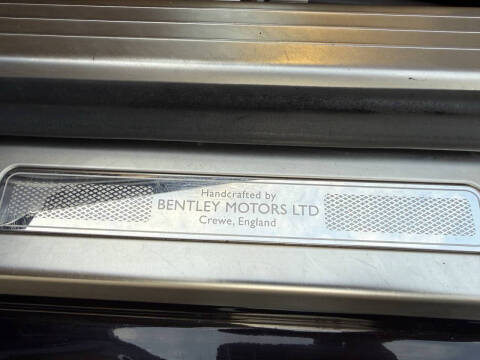 Handcrafted by
BENTLEY MOTORS LTD
Crewe, England